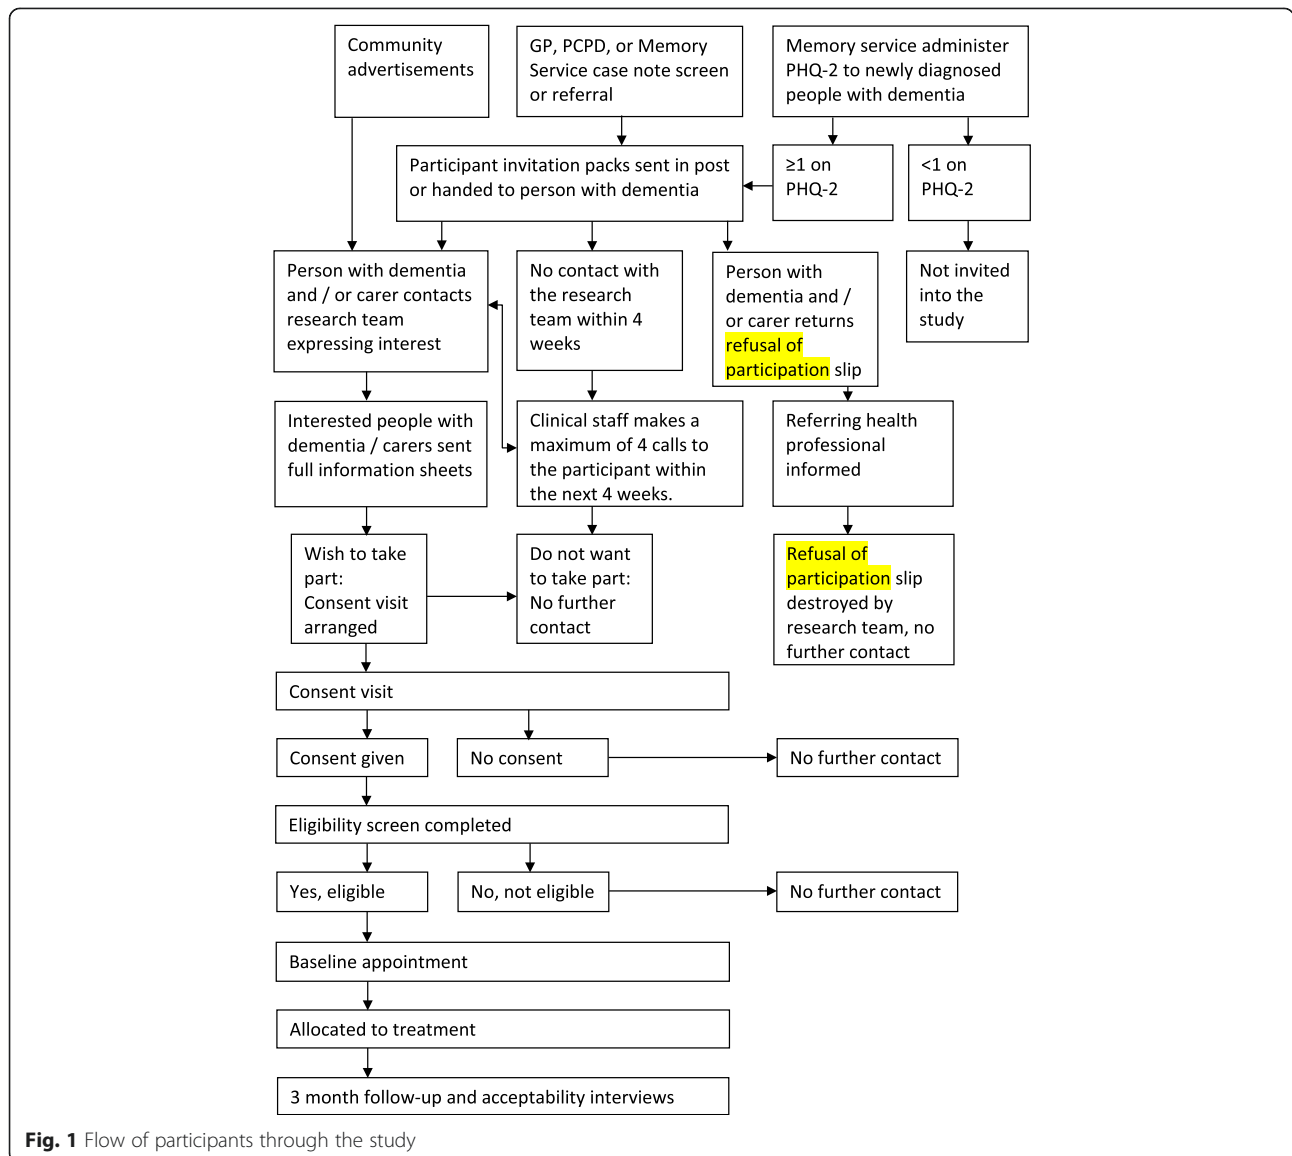 Community
advertisements
GP, PCPD, or Memory
Service case note screen
or referral
Memory service administer
PHQ-2 to newly diagnosed
people with dementia
Participant invitation packs sent in post
or handed to person with dementia
≥1 on
PHQ-2
<1 on
PHQ-2
Person with dementia
and / or carer contacts
research team
expressing interest
No contact with
the research
team within 4
weeks
Person with
dementia and /
or carer returns
refusal of
participation slip
Not invited
into the
study
Interested people with
dementia / carers sent
full information sheets
Clinical staff makes a
maximum of 4 calls to
the participant within
the next 4 weeks.
Referring health
professional
informed
Wish to take
part:
Consent visit
arranged
Do not want
to take part:
No further
contact
Refusal of
participation slip
destroyed by
research team, no
further contact
Consent visit
Consent given
No consent
No further contact
Eligibility screen completed
Yes, eligible
No, not eligible
No further contact
Baseline appointment
Allocated to treatment
3 month follow-up and acceptability interviews
Fig. 1 Flow of participants through the study